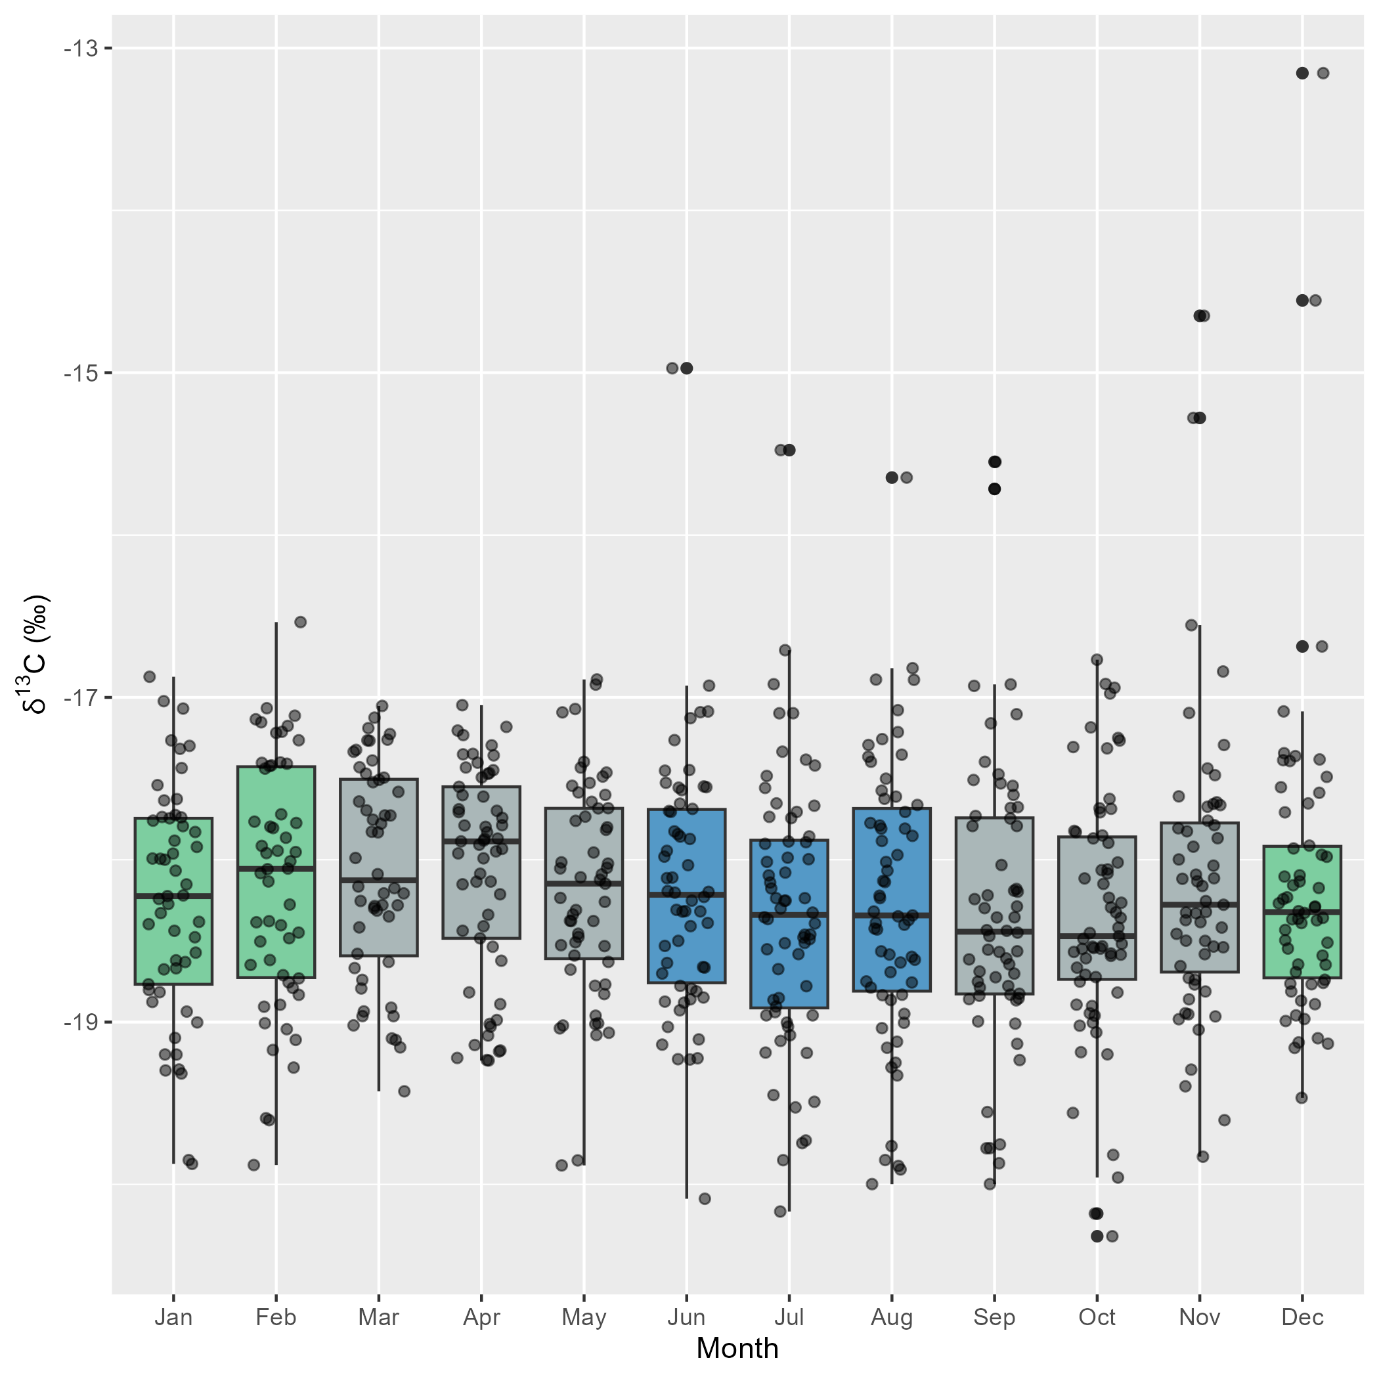 -13
-15
-17
-19
δ13C (‰)
Jan Feb Mar Apr May Jun Jul Aug Sep Oct Nov Dec
Month